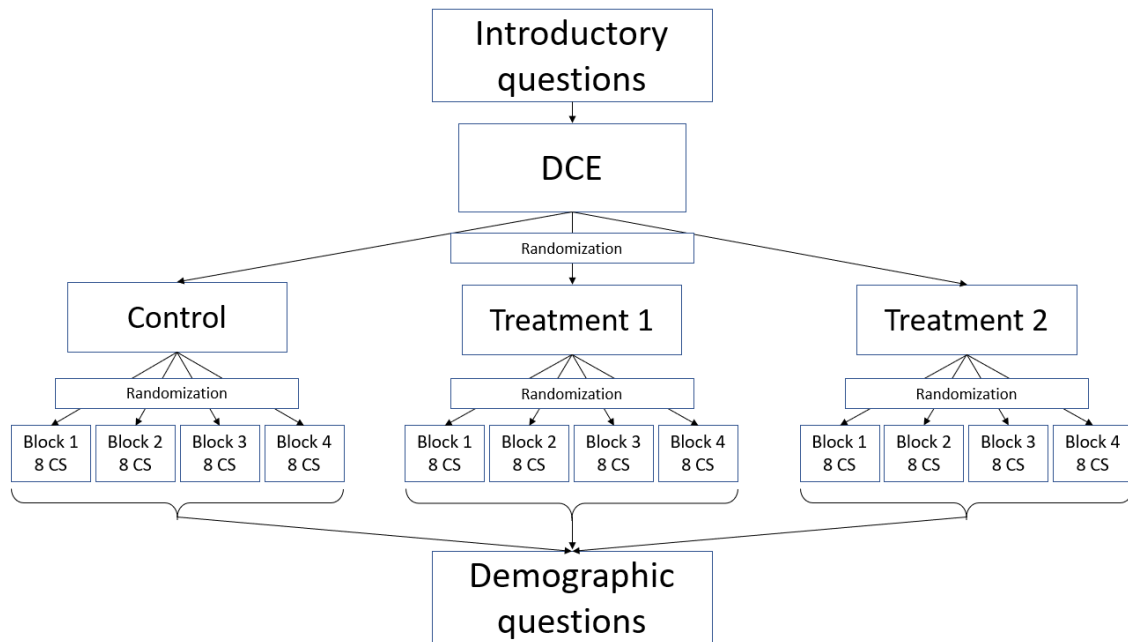 Introductory
questions
DCE
Randomization
Control
Treatment 1
Treatment 2
Randomization
Randomization
Randomization
Block 1
8 CS
Block 2
8 CS
Block 3
8 CS
Block 4
8 CS
Block 1
8 CS
Block 2
8 CS
Block 3
8 CS
Block 4
8 CS
Block 1
8 CS
Block 2
8 CS
Block 3
8 CS
Block 4
8 CS
Demographic
questions